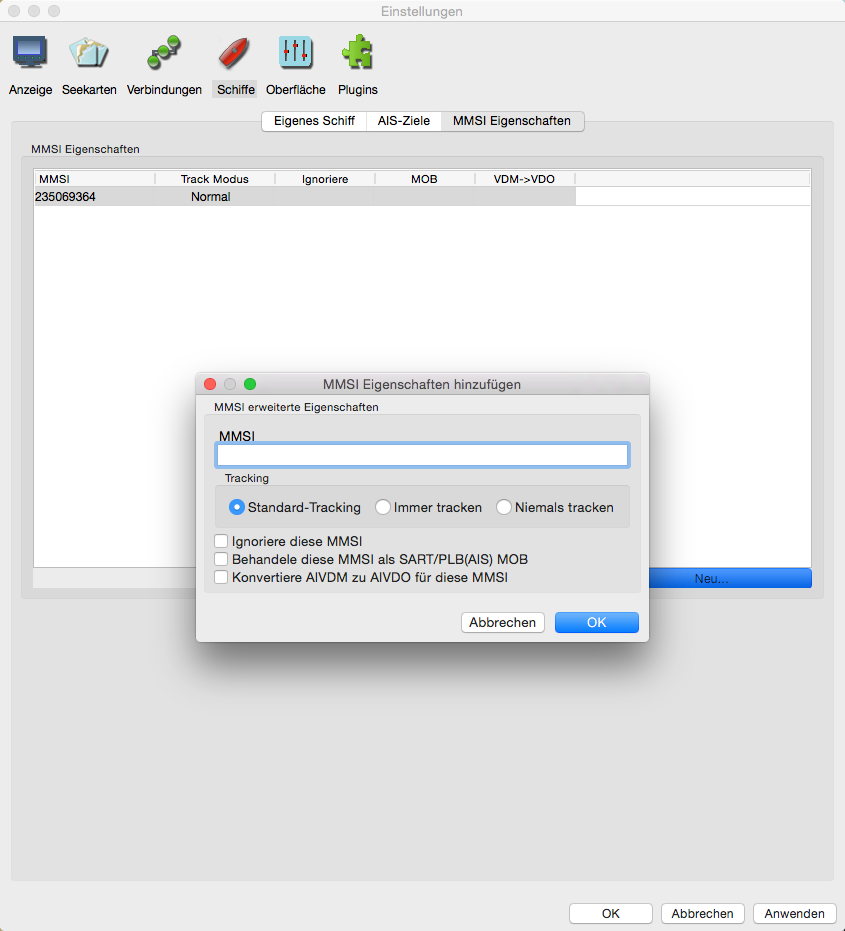 Einstellungen
Anzeige Seekarten Verbindungen Schiffe Oberfläche Plugins
Eigenes Schiff AIS-Ziele MMSI Eigenschaften
MMSI Eigenschaften
MMSI Track Modus Ignoriere MOB VDM->VDO
235069364 Normal
MMSI Eigenschaften hinzufügen
MMSI erweiterte Eigenschaften
MMSI
Tracking
Standard-Tracking Immer tracken Niemals tracken
Ignoriere diese MMSI
Behandele diese MMSI als SART/PLB(AIS) MOB
Konvertiere AIVDM zu AIVDO für diese MMSI
Neu...
Abbrechen OK
OK Abbrechen Anwenden